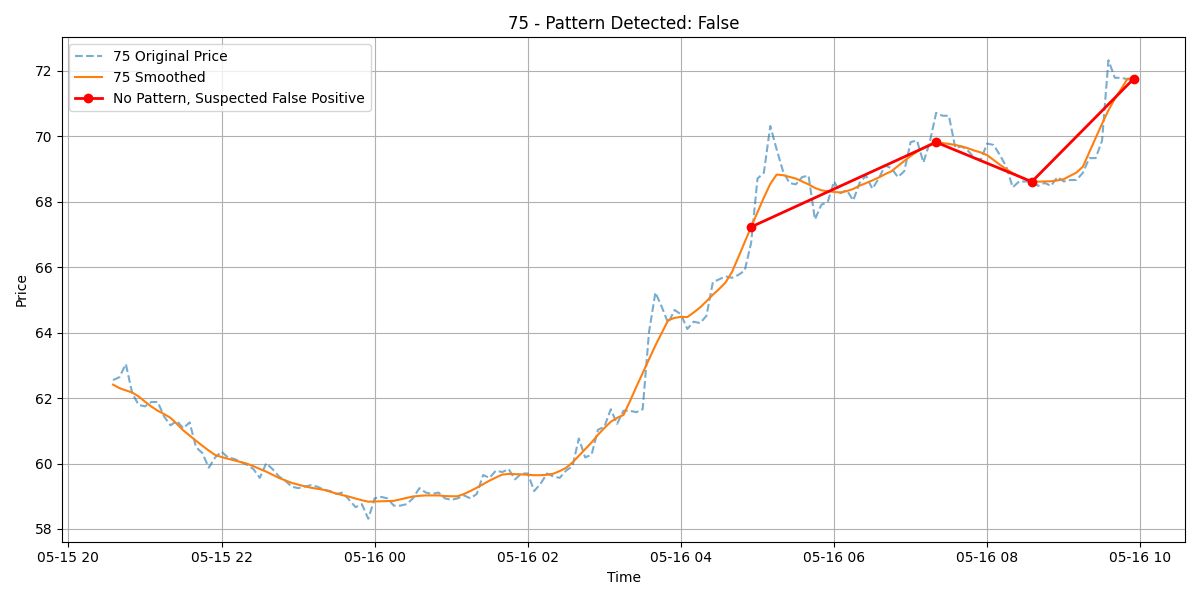 75 - Pattern Detected: False
75 Original Price
75 Smoothed
No Pattern, Suspected False Positive
Price
72
70
68
66
64
62
60
58
05-15 20
05-15 22
05-16 00
05-16 02
05-16 04
05-16 06
05-16 08
05-16 10
Time